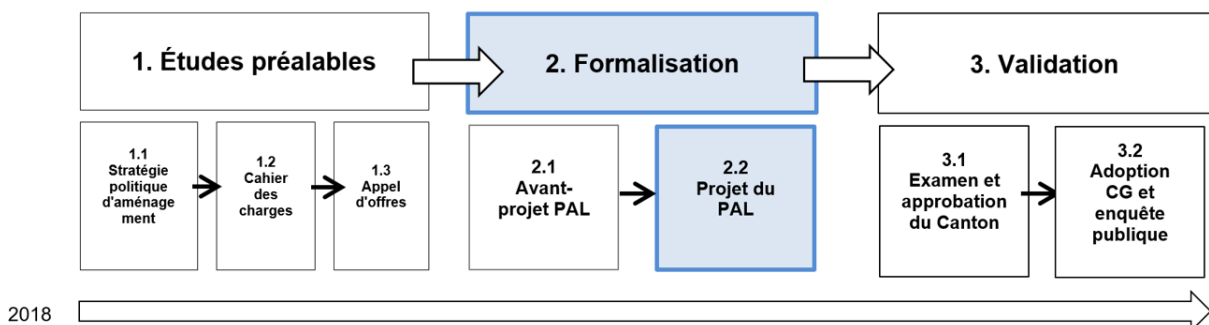 1. Études préalables
2. Formalisation
3. Validation
1.1
Stratégie
politique
d'aménage
ment
1.2
Cahier
des
charges
1.3
Appel
d'offres
2.1
Avant-
projet PAL
2.2
Projet du
PAL
3.1
Examen et
approbation
du Canton
3.2
Adoption
CG et
enquête
publique
2018